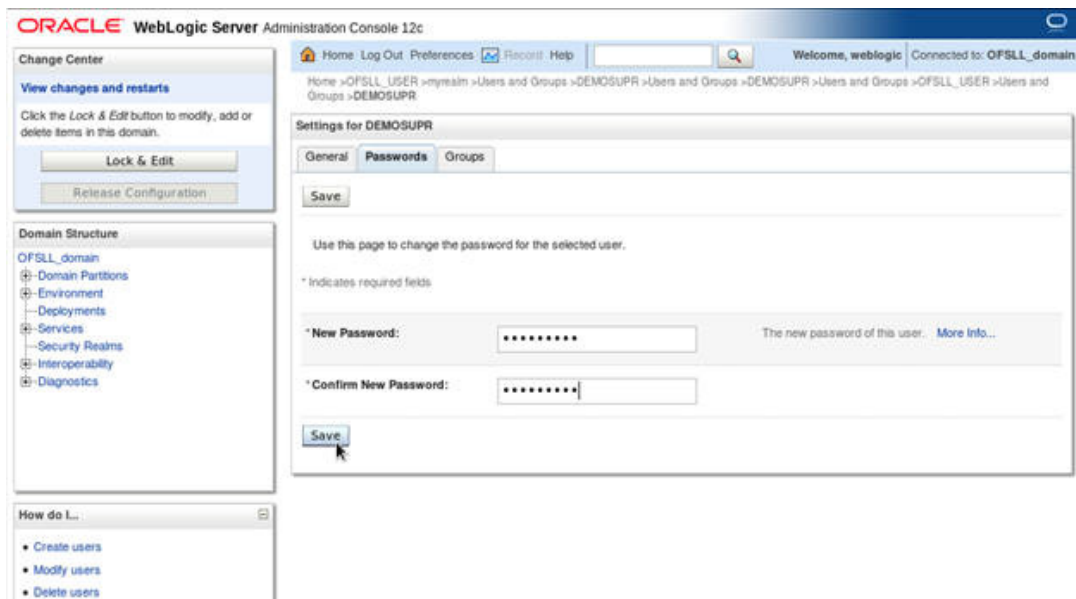 ORACLE WebLogic Server Administration Console 12c
Change Center
View changes and restarts
Click the Lock & Edit button to modify, add or
delete items in this domain.
Lock & Edit
Release Configuration
Domain Structure
OFSLL_domain
Domain Partitions
Environment
Deployments
Services
Security Realms
Interoperability
Diagnostics
How do I...
Create users
Modify users
Delete users
Home Log Out Preferences Record Help
Welcome, weblogic Connected to: OFSLL_domain
Home >OFSLL_USER >myrealm >Users and Groups >DEMOSUPR >Users and Groups >DEMOSUPR >Users and Groups >OFSLL_USER >Users and
Groups >DEMOSUPR
Settings for DEMOSUPR
General Passwords Groups
Save
Use this page to change the password for the selected user.
* Indicates required fields
* New Password: ••••••••• The new password of this user. More Info...
* Confirm New Password: •••••••••
Save